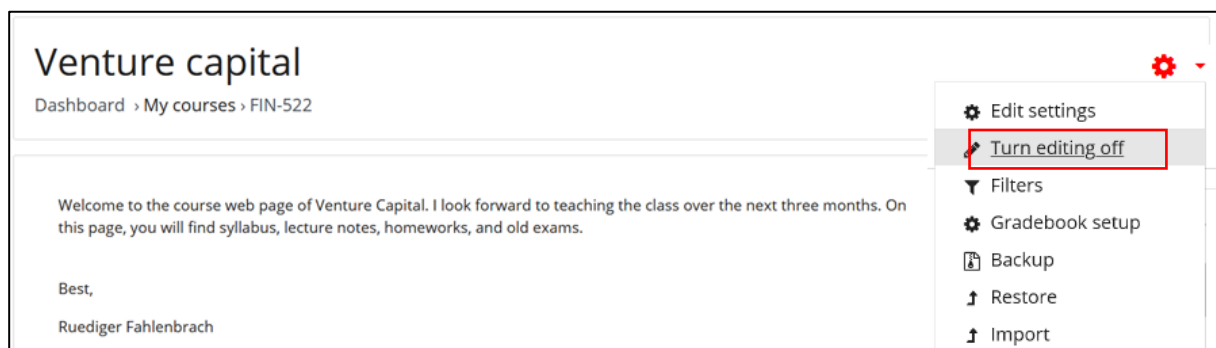 Venture capital
Dashboard › My courses › FIN-522
Edit settings
Turn editing off
Filters
Gradebook setup
Backup
Restore
Import
Welcome to the course web page of Venture Capital. I look forward to teaching the class over the next three months. On
this page, you will find syllabus, lecture notes, homeworks, and old exams.
Best,
Ruediger Fahlenbrach